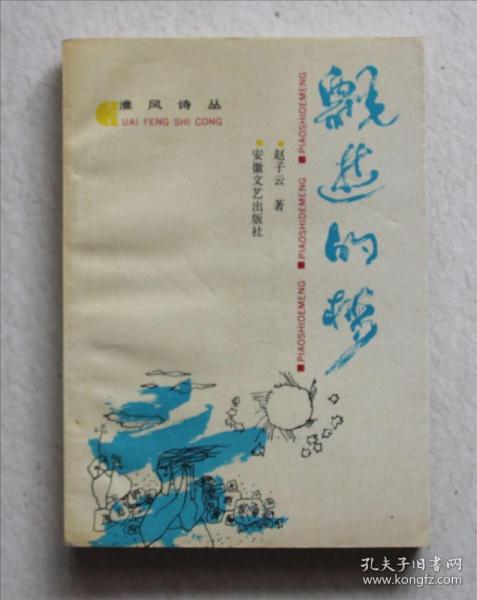 淮风诗丛
UAI FENG SHI CONG
飘逝的梦
PIAOSHIDEMENG
PIAOSHIDEMENG
PIAOSHIDEMENG
赵子云 著
安徽文艺出版社
孔夫子旧书网
www.kongfz.com